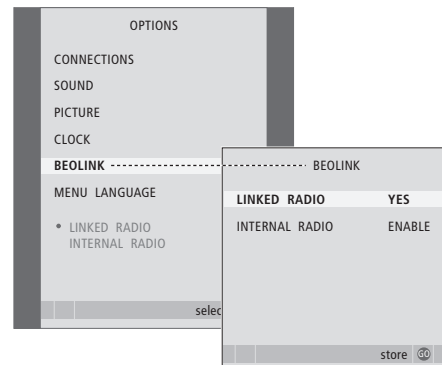 OPTIONS
CONNECTIONS
SOUND
PICTURE
CLOCK
BEOLINK
MENU LANGUAGE
• LINKED RADIO
INTERNAL RADIO
selec
BEOLINK
LINKED RADIO YES
INTERNAL RADIO ENABLE
store GO